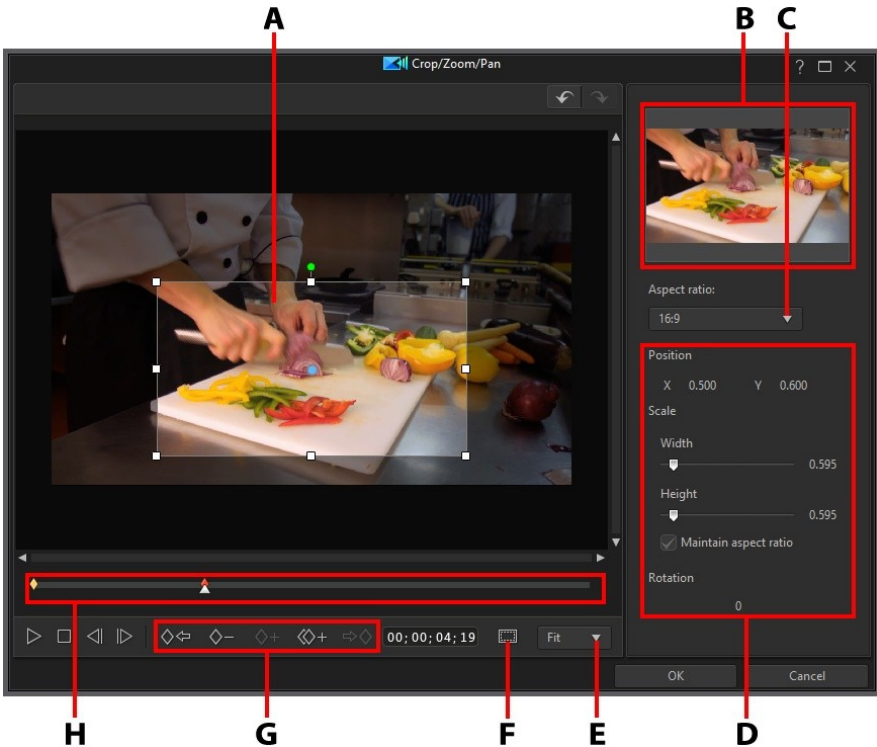 A
B C
Crop/Zoom/Pan
?
Aspect ratio:
16:9
Position
X 0.500 Y 0.600
Scale
Width
0.595
Height
0.595
Maintain aspect ratio
Rotation
0
00; 00; 04; 19
Fit
OK Cancel
H G F E D